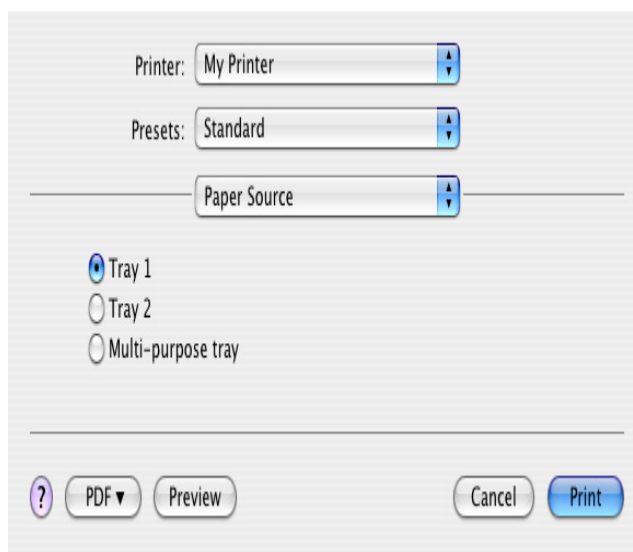 Printer: My Printer
Presets: Standard
Paper Source
Tray 1
Tray 2
Multi-purpose tray
? PDF ▼ Preview Cancel Print